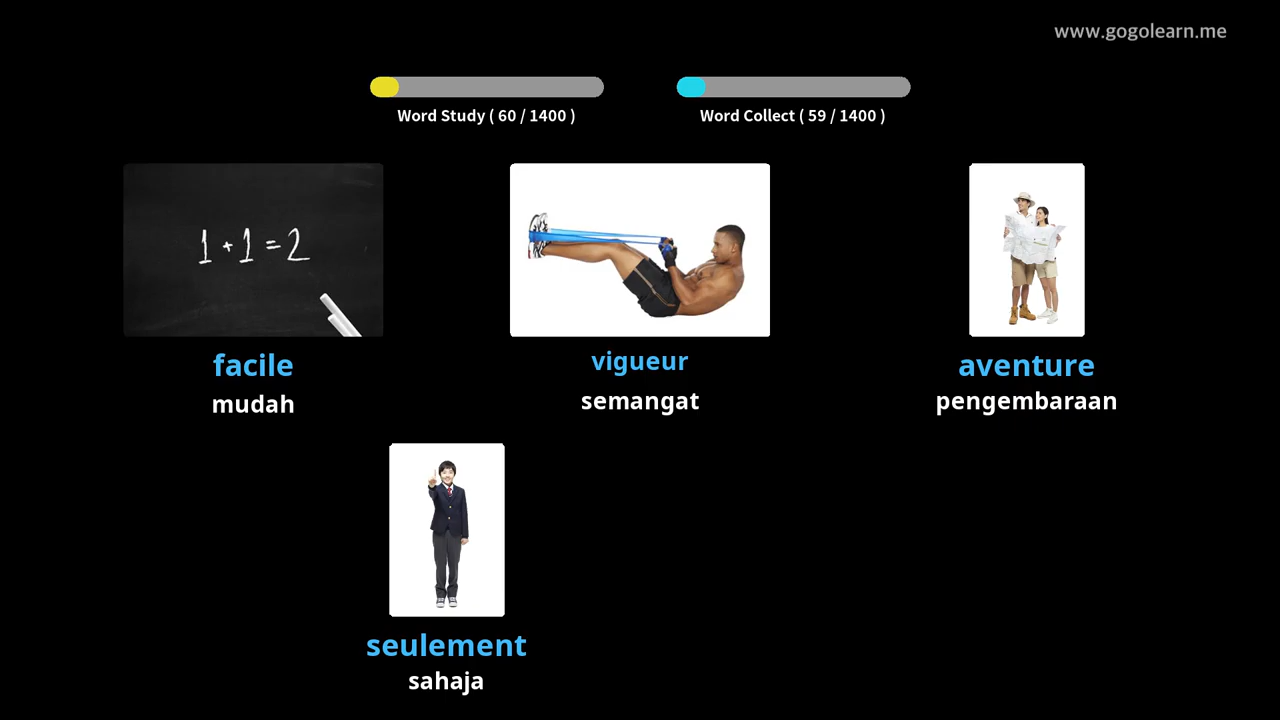 www.gogolearn.me
Word Study ( 60 / 1400 )
Word Collect ( 59 / 1400 )
1 + 1 = 2
facile
mudah
vigueur
semangat
aventure
pengembaraan
seulement
sahaja